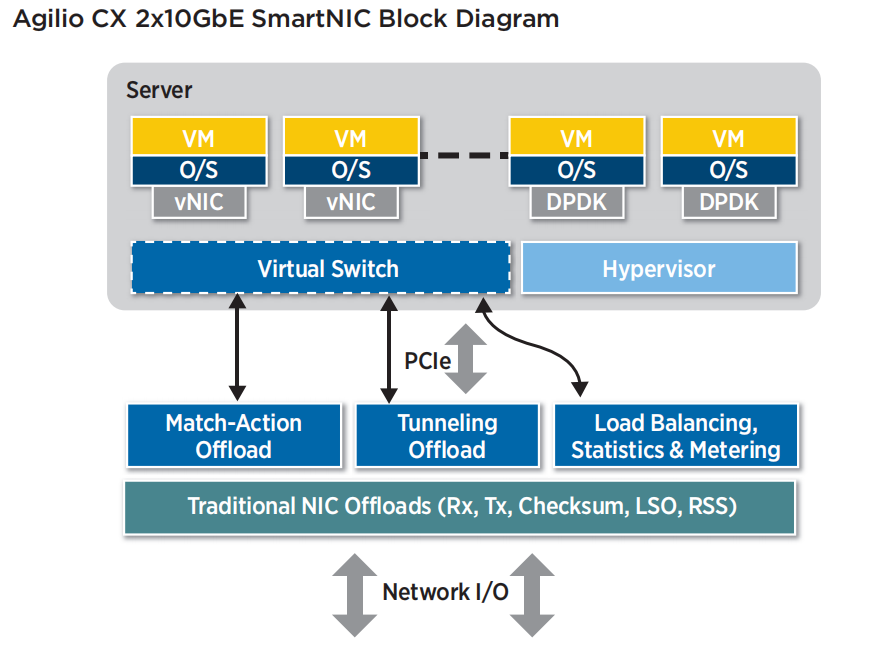 Agilio CX 2x10GbE SmartNIC Block Diagram
Server
VM
VM
VM
VM
O/S
O/S
O/S
O/S
vNIC
vNIC
DPDK
DPDK
Virtual Switch
Hypervisor
PCIe
Match-Action
Offload
Tunneling
Offload
Load Balancing,
Statistics & Metering
Traditional NIC Offloads (Rx, Tx, Checksum, LSO, RSS)
Network I/O